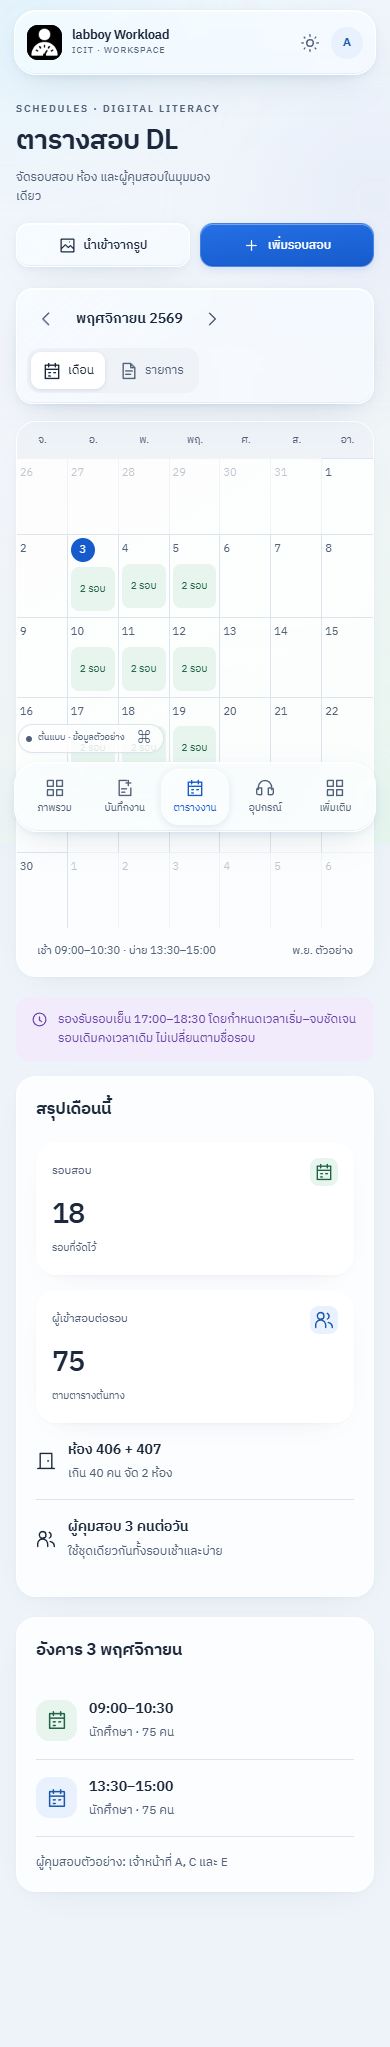 labboy Workload
ICIT · WORKSPACE
A
SCHEDULES · DIGITAL LITERACY
ตารางสอบ DL
จัดรอบสอบ ห้อง และผู้คุมสอบในมุมมอง
เดียว
นำเข้าจากรูป
เพิ่มรอบสอบ
พฤศจิกายน 2569
เดือน
รายการ
จ. อ. พ. พฤ. ศ. ส. อา.
26 27 28 29 30 31 1
2 3 4 5 6 7 8
2 รอบ 2 รอบ 2 รอบ
9 10 11 12 13 14 15
2 รอบ 2 รอบ 2 รอบ
16 17 18 19 20 21 22
ต้นแบบ · ข้อมูลตัวอย่าง ⌘
2 รอบ 2 รอบ 2 รอบ
ภาพรวม บันทึกงาน ตารางงาน อุปกรณ์ เพิ่มเติม
30 1 2 3 4 5 6
เช้า 09:00–10:30 · บ่าย 13:30–15:00
พ.ย. ตัวอย่าง
รองรับรอบเย็น 17:00–18:30 โดยกำหนดเวลาเริ่ม–จบชัดเจน
รอบเดิมคงเวลาเดิม ไม่เปลี่ยนตามชื่อรอบ
สรุปเดือนนี้
รอบสอบ
18
รอบที่จัดไว้
ผู้เข้าสอบต่อรอบ
75
ตามตารางต้นทาง
ห้อง 406 + 407
เกิน 40 คน จัด 2 ห้อง
ผู้คุมสอบ 3 คนต่อวัน
ใช้ชุดเดียวกันทั้งรอบเช้าและบ่าย
อังคาร 3 พฤศจิกายน
09:00–10:30
นักศึกษา · 75 คน
13:30–15:00
นักศึกษา · 75 คน
ผู้คุมสอบตัวอย่าง: เจ้าหน้าที่ A, C และ E